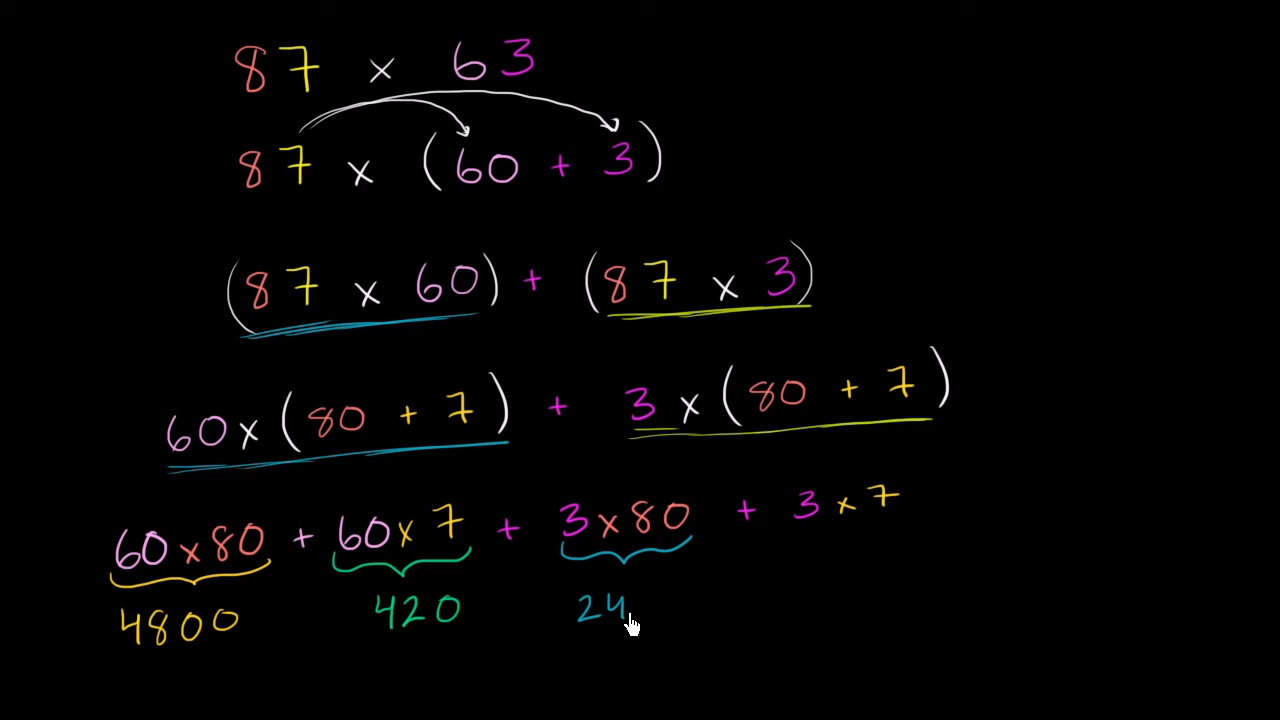 87 × 63
87 × (60 + 3)
(87 × 60) + (87 × 3)
60 × (80 + 7) + 3 × (80 + 7)
60 × 80 + 60 × 7 + 3 × 80 + 3 × 7
4800 420 24